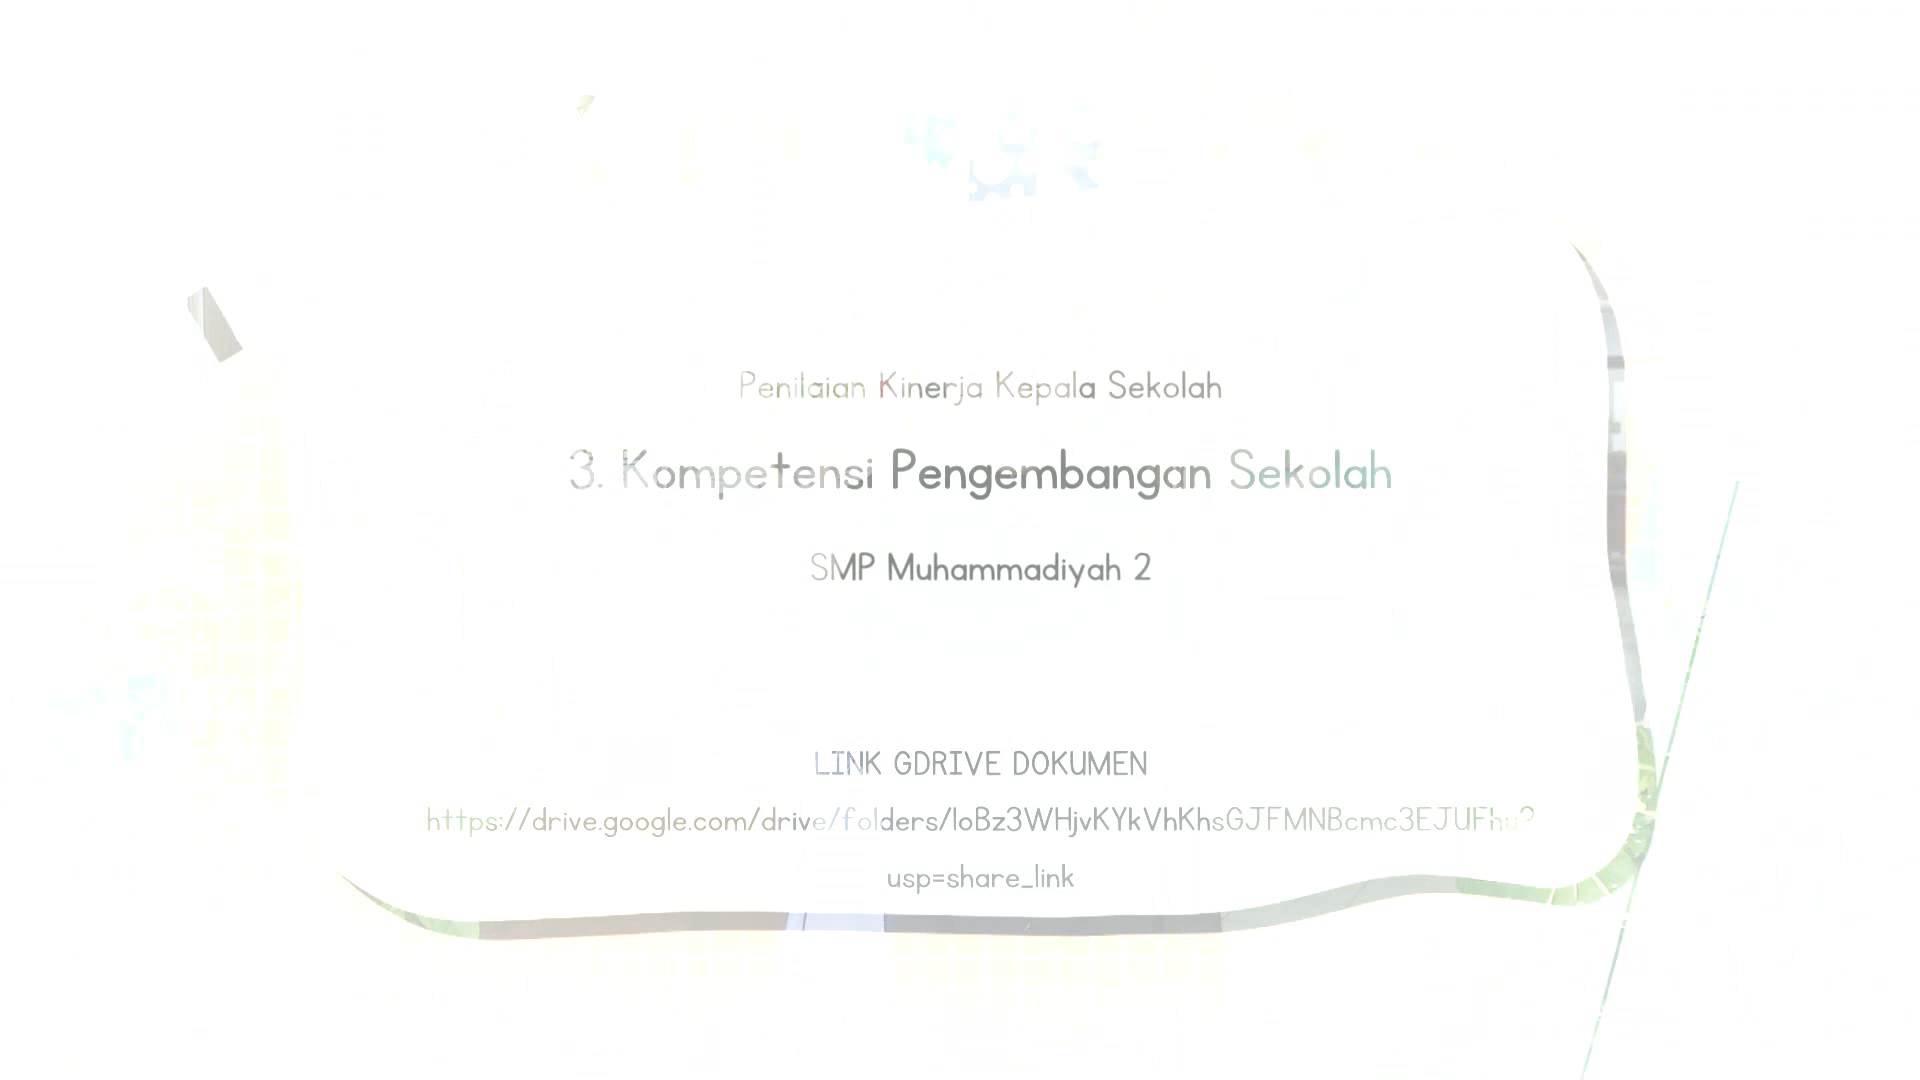 Penilaian Kinerja Kepala Sekolah
3. Kompetensi Pengembangan Sekolah
SMP Muhammadiyah 2
LINK GDRIVE DOKUMEN
https://drive.google.com/drive/folders/IoBz3WHjvKYkVhKhsGJFMNBcmc3EJUFhu?
usp=share_link